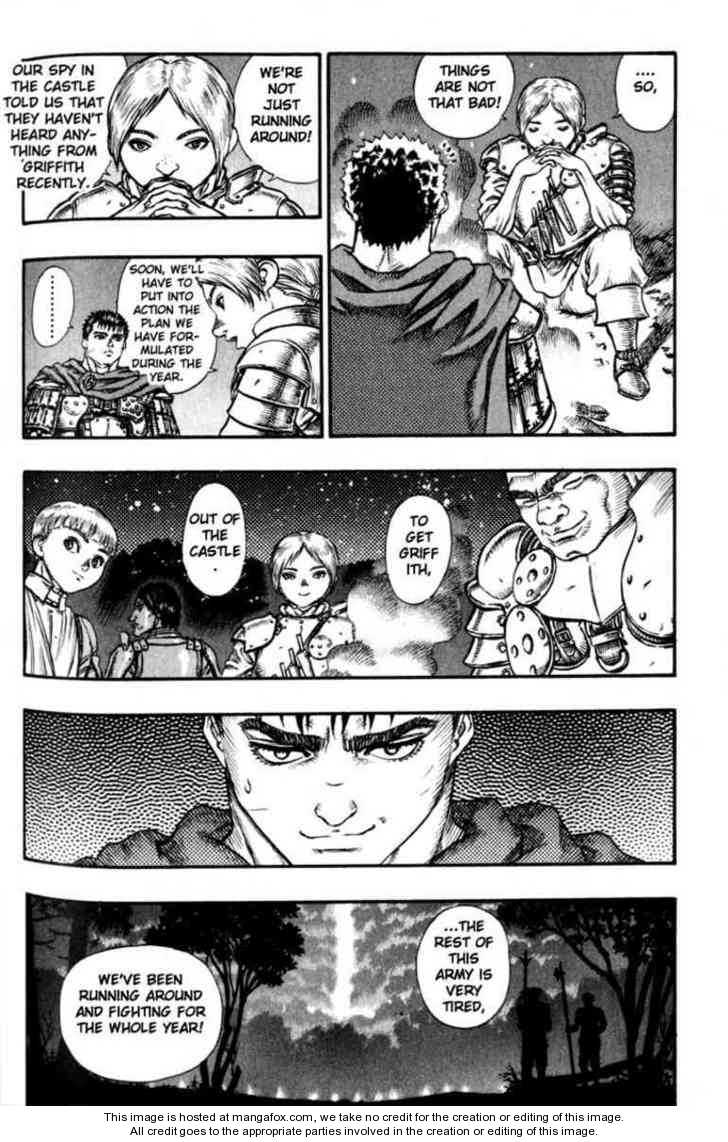 ....
SO,
THINGS
ARE NOT
THAT BAD!
WE'RE
NOT
JUST
RUNNING
AROUND!
OUR SPY IN
THE CASTLE
TOLD US THAT
THEY HAVEN'T
HEARD ANY-
THING FROM
GRIFFITH
RECENTLY.
SOON, WE'LL
HAVE TO
PUT INTO
ACTION THE
PLAN WE
HAVE FOR-
MULATED
DURING THE
YEAR.
........
TO
GET
GRIFF
ITH,
OUT OF
THE
CASTLE
.
...THE
REST OF
THIS
ARMY IS
VERY
TIRED,
WE'VE BEEN
RUNNING AROUND
AND FIGHTING FOR
THE WHOLE YEAR!
This image is hosted at mangafox.com, we take no credit for the creation or editing of this image.
All credit goes to the appropriate parties involved in the creation or editing of this image.